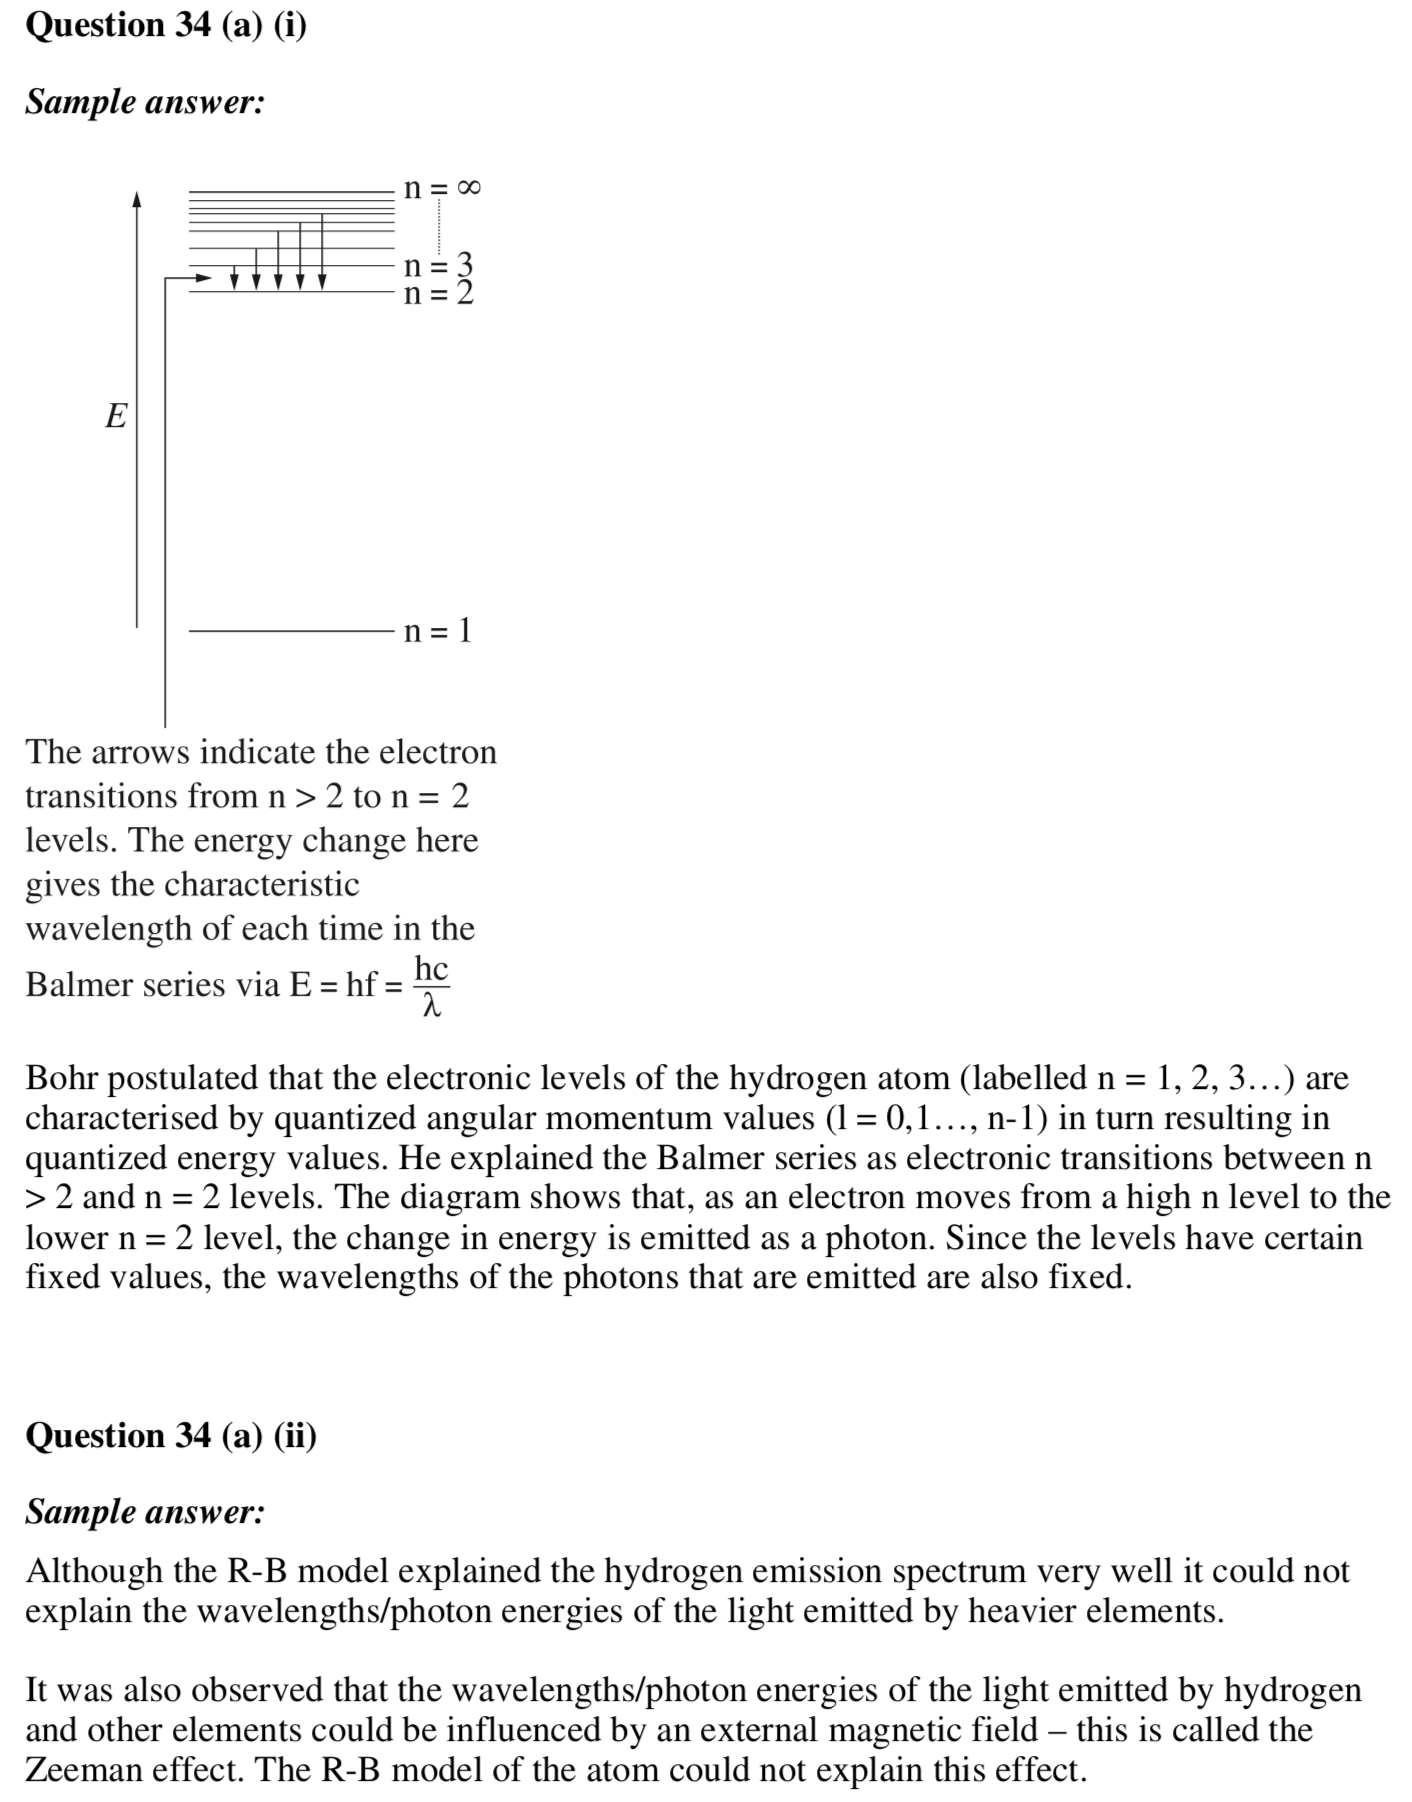 Question 34 (a) (i)
Sample answer:
n = ∞
n = 3
n = 2
E
n = 1
The arrows indicate the electron
transitions from n > 2 to n = 2
levels. The energy change here
gives the characteristic
wavelength of each time in the
Balmer series via E = hf = hc/λ
Bohr postulated that the electronic levels of the hydrogen atom (labelled n = 1, 2, 3…) are
characterised by quantized angular momentum values (l = 0,1…, n-1) in turn resulting in
quantized energy values. He explained the Balmer series as electronic transitions between n
> 2 and n = 2 levels. The diagram shows that, as an electron moves from a high n level to the
lower n = 2 level, the change in energy is emitted as a photon. Since the levels have certain
fixed values, the wavelengths of the photons that are emitted are also fixed.
Question 34 (a) (ii)
Sample answer:
Although the R-B model explained the hydrogen emission spectrum very well it could not
explain the wavelengths/photon energies of the light emitted by heavier elements.
It was also observed that the wavelengths/photon energies of the light emitted by hydrogen
and other elements could be influenced by an external magnetic field – this is called the
Zeeman effect. The R-B model of the atom could not explain this effect.